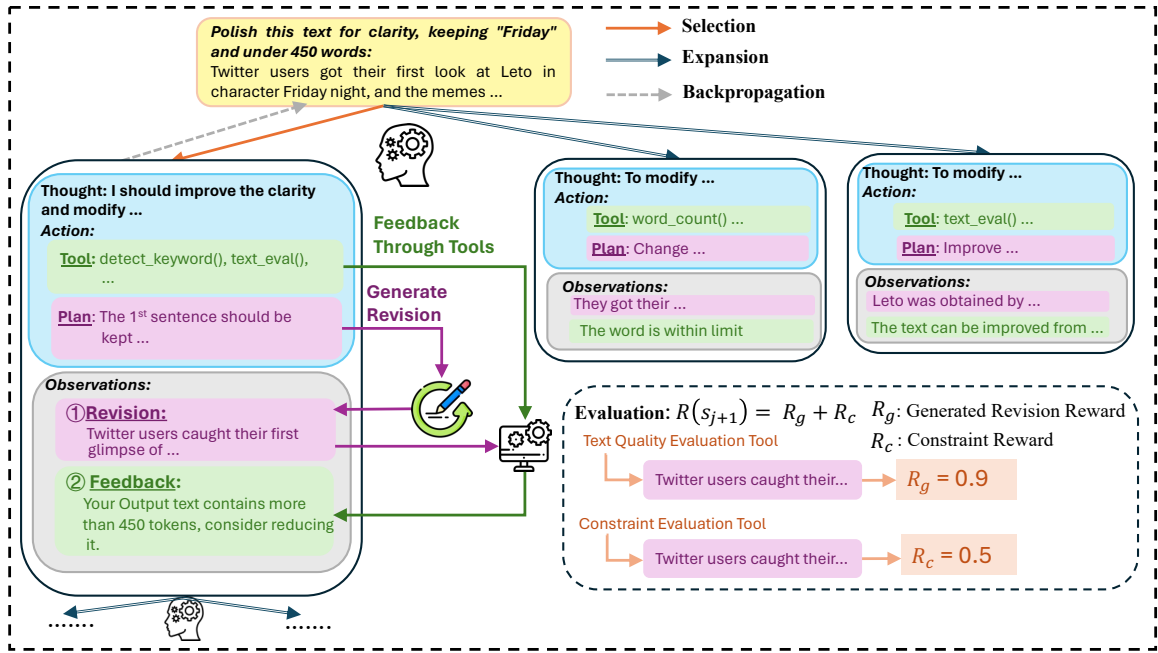 Polish this text for clarity, keeping "Friday"
and under 450 words:
Twitter users got their first look at Leto in
character Friday night, and the memes ...
Selection
Expansion
Backpropagation
Thought: I should improve the clarity
and modify ...
Action:
Tool: detect_keyword(), text_eval(),
...
Plan: The 1st sentence should be
kept ...
Observations:
①Revision:
Twitter users caught their first
glimpse of ...
② Feedback:
Your Output text contains more
than 450 tokens, consider reducing
it.
Feedback
Through Tools
Generate
Revision
Thought: To modify ...
Action:
Tool: word_count() ...
Plan: Change ...
Observations:
They got their ...
The word is within limit
Thought: To modify ...
Action:
Tool: text_eval() ...
Plan: Improve ...
Observations:
Leto was obtained by ...
The text can be improved from ...
Evaluation: R(s_{j+1}) = R_g + R_c
R_g: Generated Revision Reward
R_c: Constraint Reward
Text Quality Evaluation Tool
Twitter users caught their...
R_g = 0.9
Constraint Evaluation Tool
Twitter users caught their...
R_c = 0.5
.......
.......